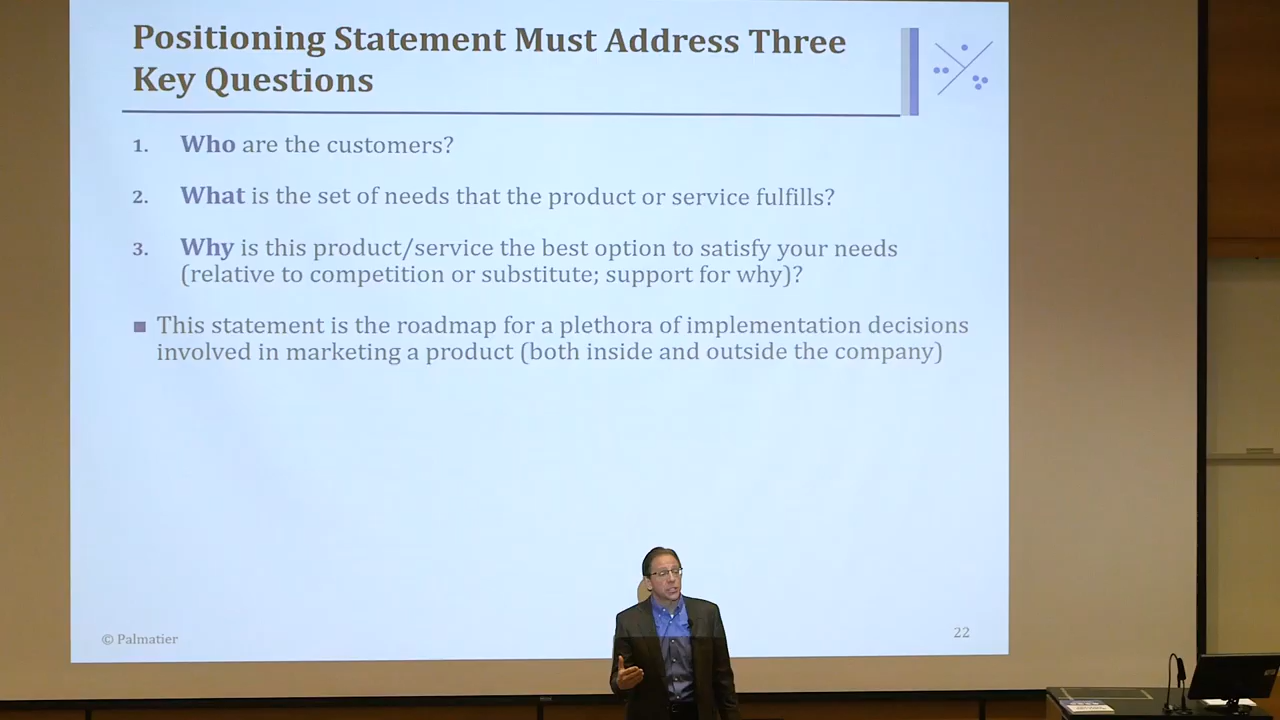 Positioning Statement Must Address Three
Key Questions
1. Who are the customers?
2. What is the set of needs that the product or service fulfills?
3. Why is this product/service the best option to satisfy your needs
(relative to competition or substitute; support for why)?
■ This statement is the roadmap for a plethora of implementation decisions
involved in marketing a product (both inside and outside the company)
© Palmatier
22